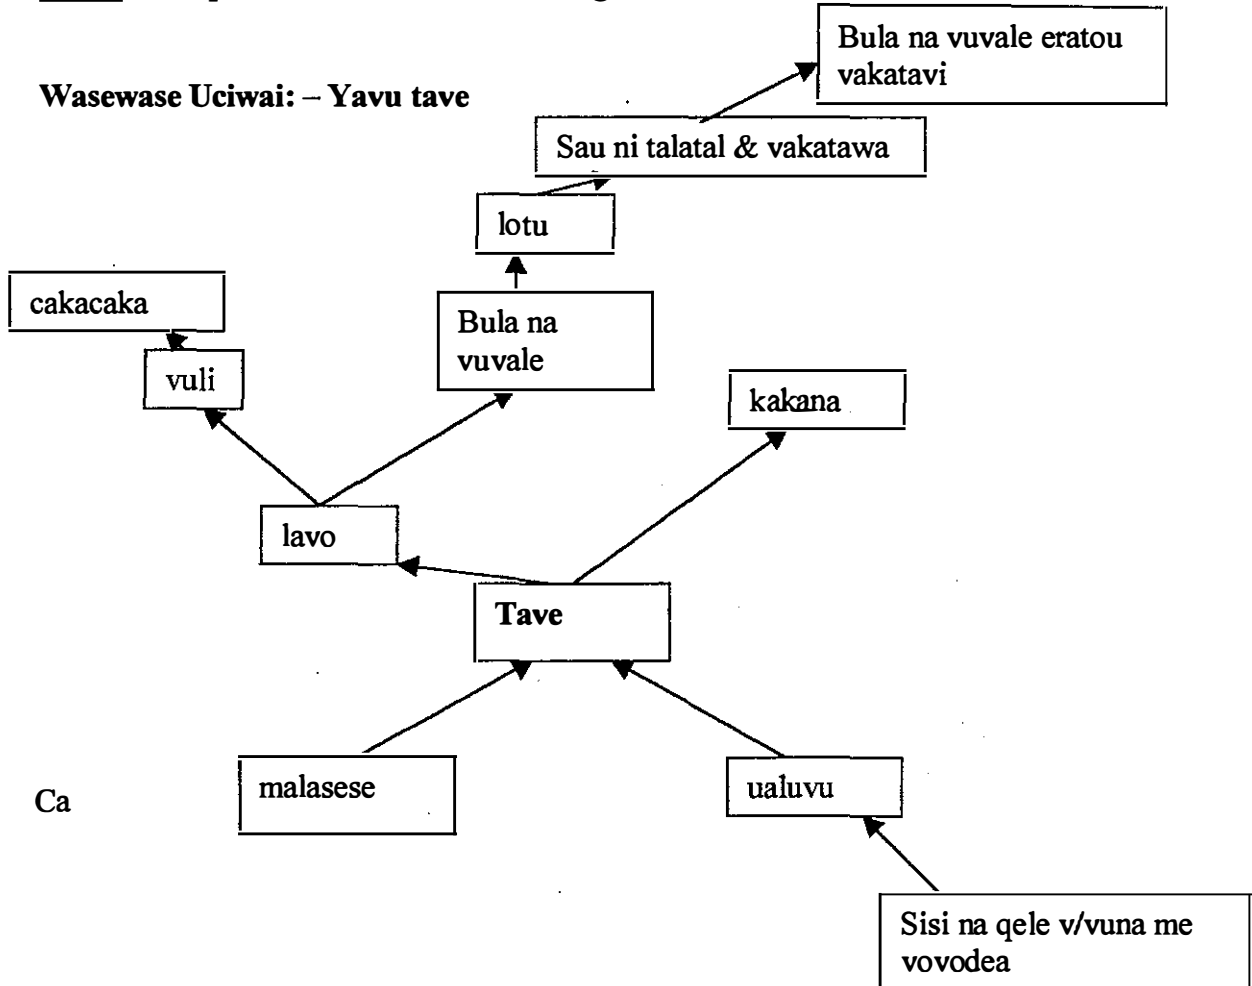 Bula na vuvale eratou
vakatavi
Wasewase Uciwai: – Yavu tave
Sau ni talatal & vakatawa
lotu
cakacaka
Bula na
vuvale
vuli
kakana
lavo
Tave
malasese
ualuvu
Ca
Sisi na qele v/vuna me
vovodea